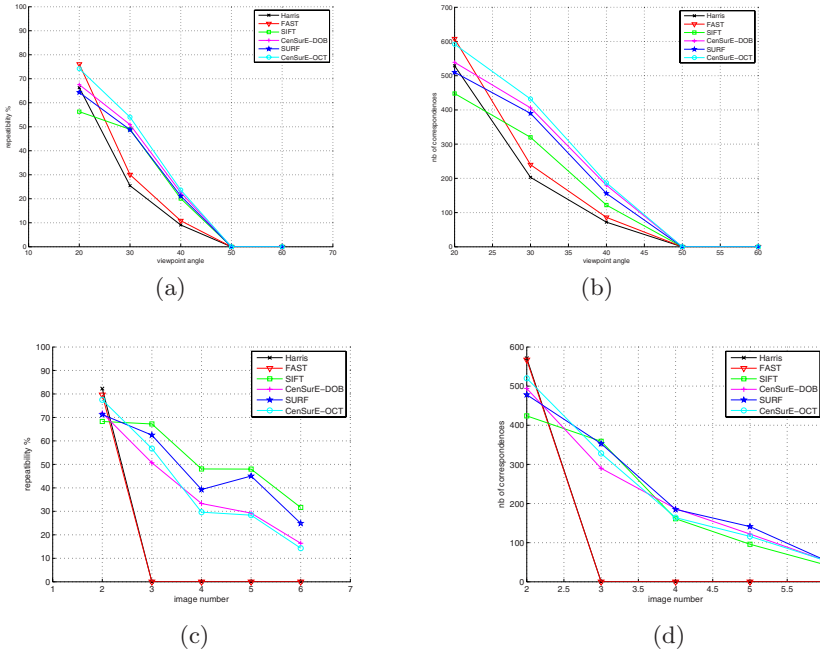 100
90
80
70
60
50
40
30
20
10
0
10 20 30 40 50 60 70
repeatibility %
viewpoint angle
Harris
FAST
SIFT
CenSurE−DOB
SURF
CenSurE−OCT
(a)
700
600
500
400
300
200
100
0
20 25 30 35 40 45 50 55 60
nb of correspondences
viewpoint angle
Harris
FAST
SIFT
CenSurE−DOB
SURF
CenSurE−OCT
(b)
100
90
80
70
60
50
40
30
20
10
0
1 2 3 4 5 6 7
repeatibility %
image number
Harris
FAST
SIFT
CenSurE−DOB
SURF
CenSurE−OCT
(c)
600
500
400
300
200
100
0
2 2.5 3 3.5 4 4.5 5 5.5
nb of correspondences
image number
Harris
FAST
SIFT
CenSurE−DOB
SURF
CenSurE−OCT
(d)